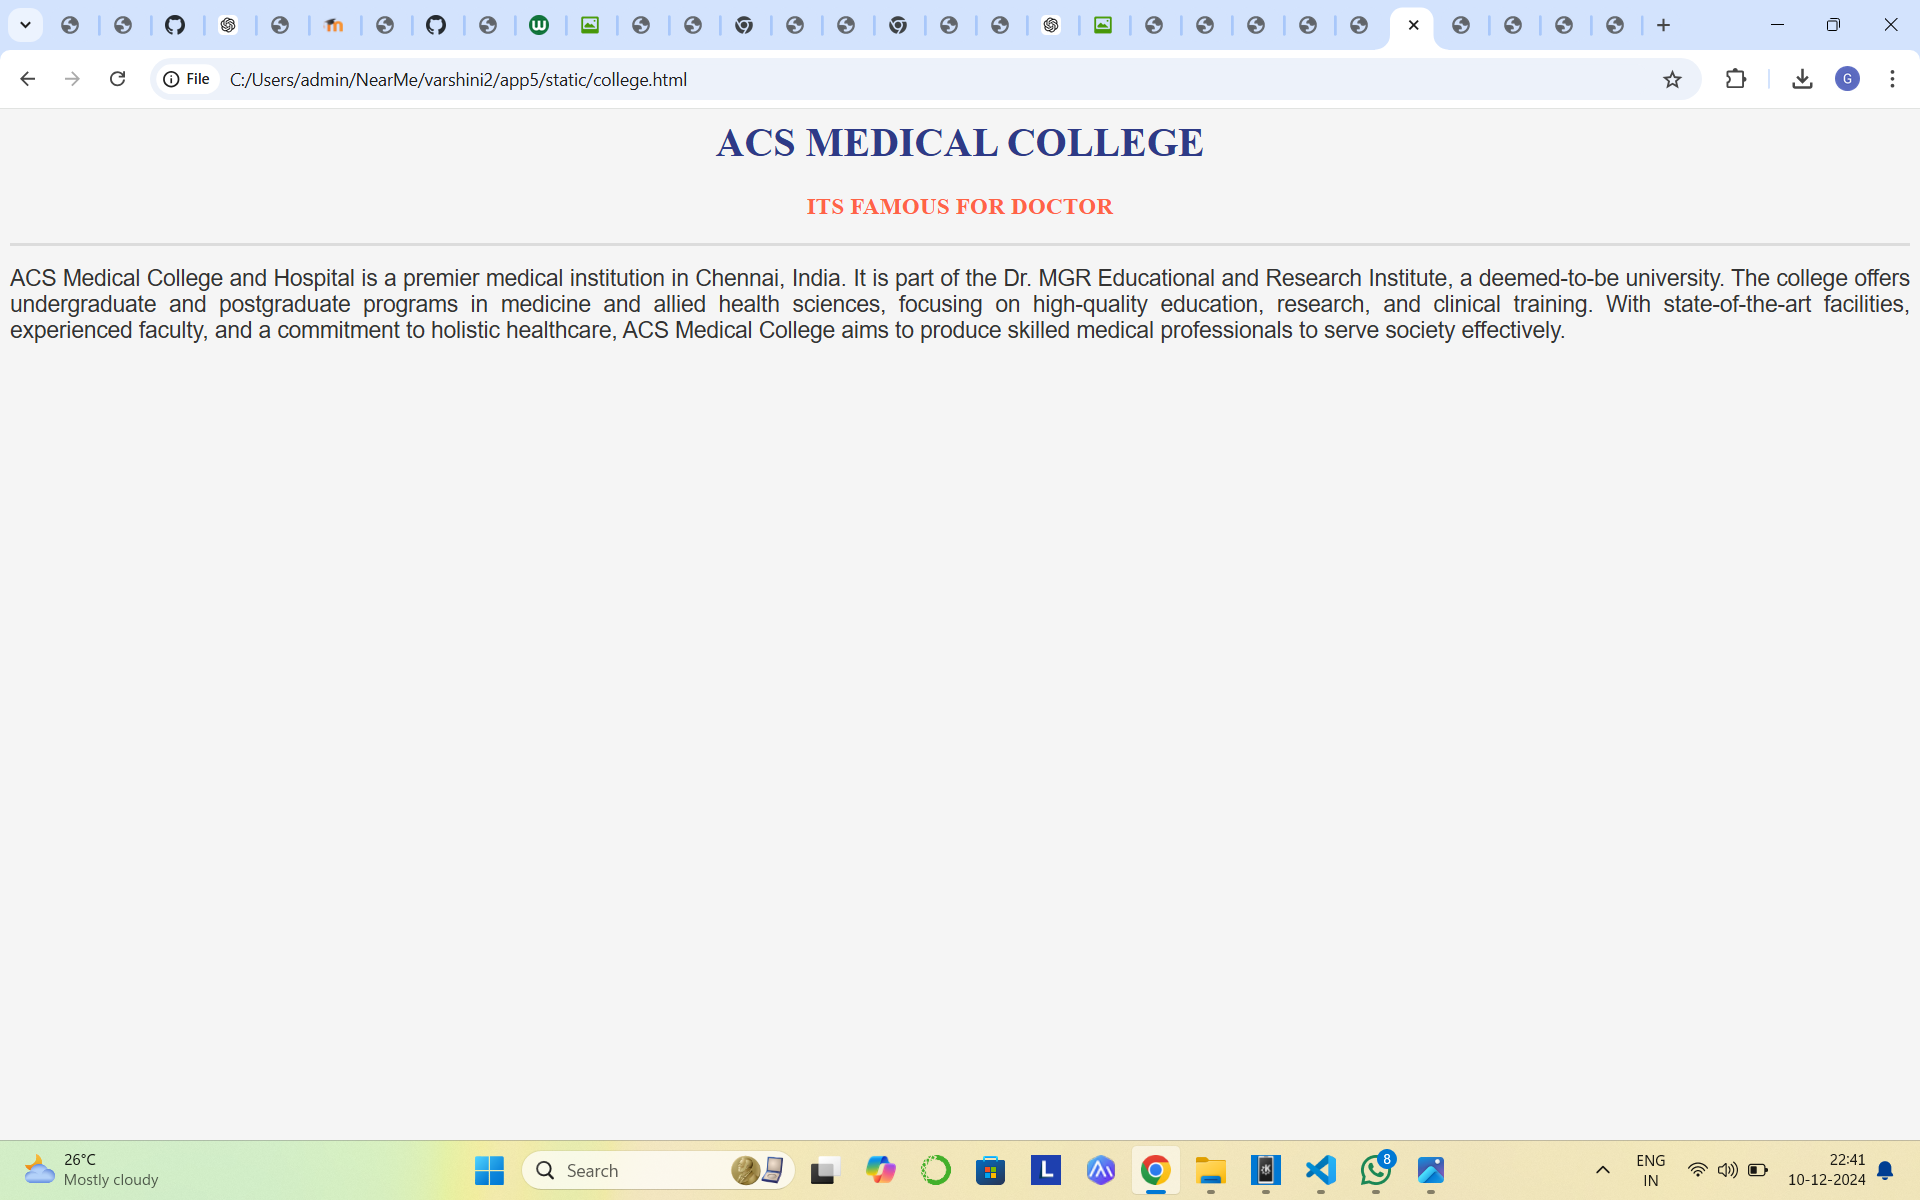 File
C:/Users/admin/NearMe/varshini2/app5/static/college.html
G
ACS MEDICAL COLLEGE
ITS FAMOUS FOR DOCTOR
ACS Medical College and Hospital is a premier medical institution in Chennai, India. It is part of the Dr. MGR Educational and Research Institute, a deemed-to-be university. The college offers
undergraduate and postgraduate programs in medicine and allied health sciences, focusing on high-quality education, research, and clinical training. With state-of-the-art facilities,
experienced faculty, and a commitment to holistic healthcare, ACS Medical College aims to produce skilled medical professionals to serve society effectively.
26°C
Mostly cloudy
Search
L
8
ENG
IN
22:41
10-12-2024